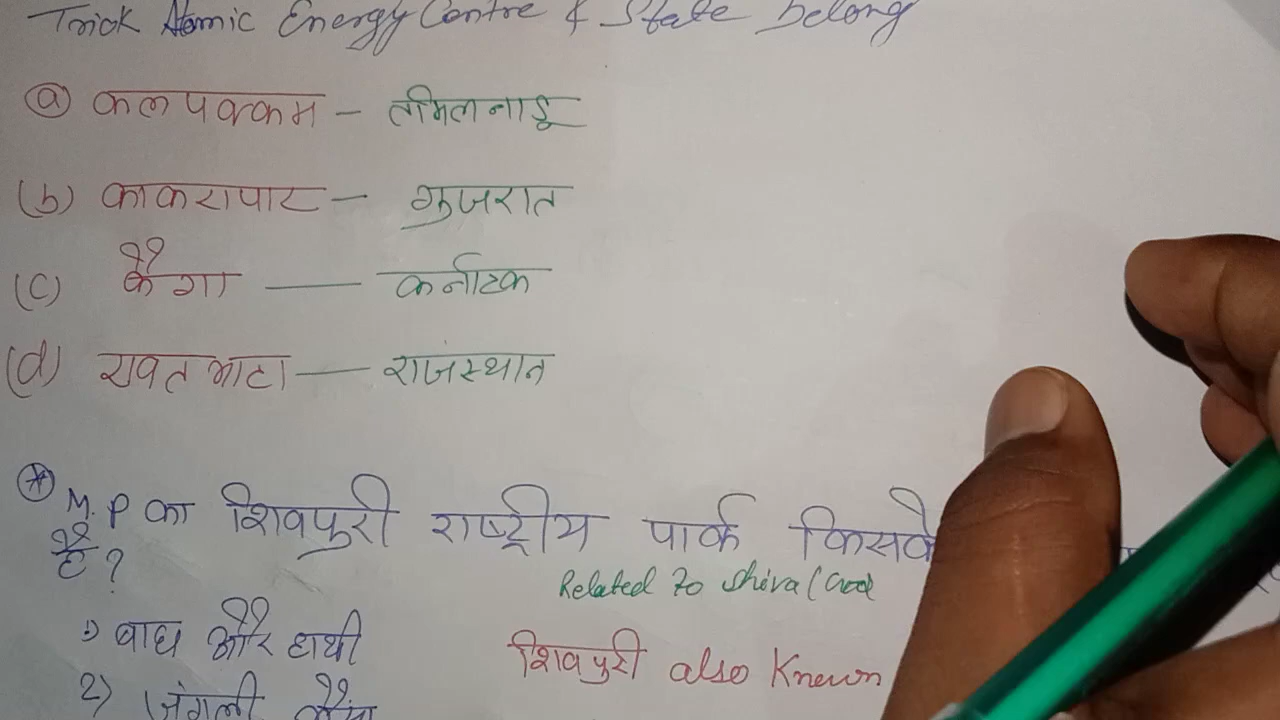 Trick Atomic Energy Centre & State belong
(a) कलपक्कम - तमिलनाडू
(b) काकरापार - गुजरात
(c) कैगा - कर्नाटक
(d) रावतभाटा - राजस्थान
* M.P का शिवपुरी राष्ट्रीय पार्क किसके
है ?
Related to Shiva (God
1) बाघ और हाथी
शिवपुरी also Known
2) जंगली